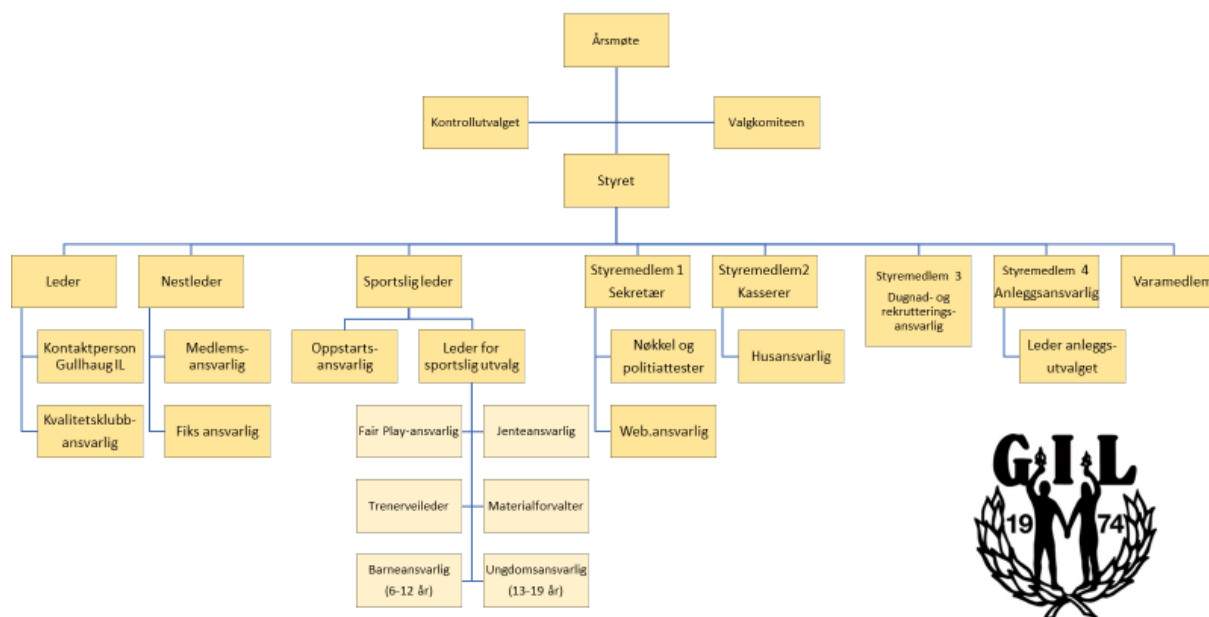 Årsmøte
Kontrollutvalget
Valgkomiteen
Styret
Leder
Nestleder
Sportslig leder
Styremedlem 1
Sekretær
Styremedlem2
Kasserer
Styremedlem 3
Dugnad- og
rekrutterings-
ansvarlig
Styremedlem 4
Anleggsansvarlig
Varamedlem
Kontaktperson
Gullhaug IL
Medlems-
ansvarlig
Oppstarts-
ansvarlig
Leder for
sportslig utvalg
Nøkkel og
politiattester
Husansvarlig
Leder anleggs-
utvalget
Kvalitetsklubb-
ansvarlig
Fiks ansvarlig
Fair Play-ansvarlig
Jenteansvarlig
Web.ansvarlig
Trenerveileder
Materialforvalter
Barneansvarlig
(6-12 år)
Ungdomsansvarlig
(13-19 år)
G I L
19 74